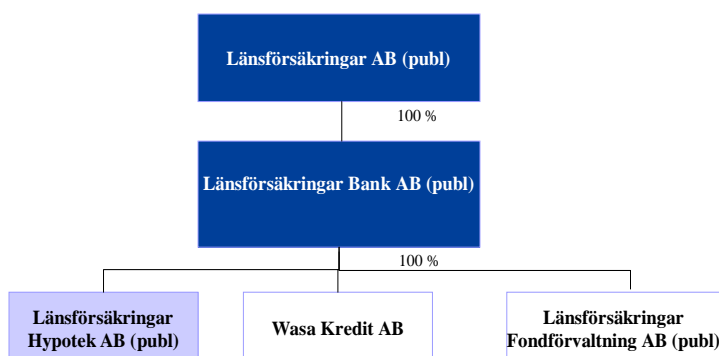 Länsförsäkringar AB (publ)
100 %
Länsförsäkringar Bank AB (publ)
100 %
Länsförsäkringar
Hypotek AB (publ)
Wasa Kredit AB
Länsförsäkringar
Fondförvaltning AB (publ)